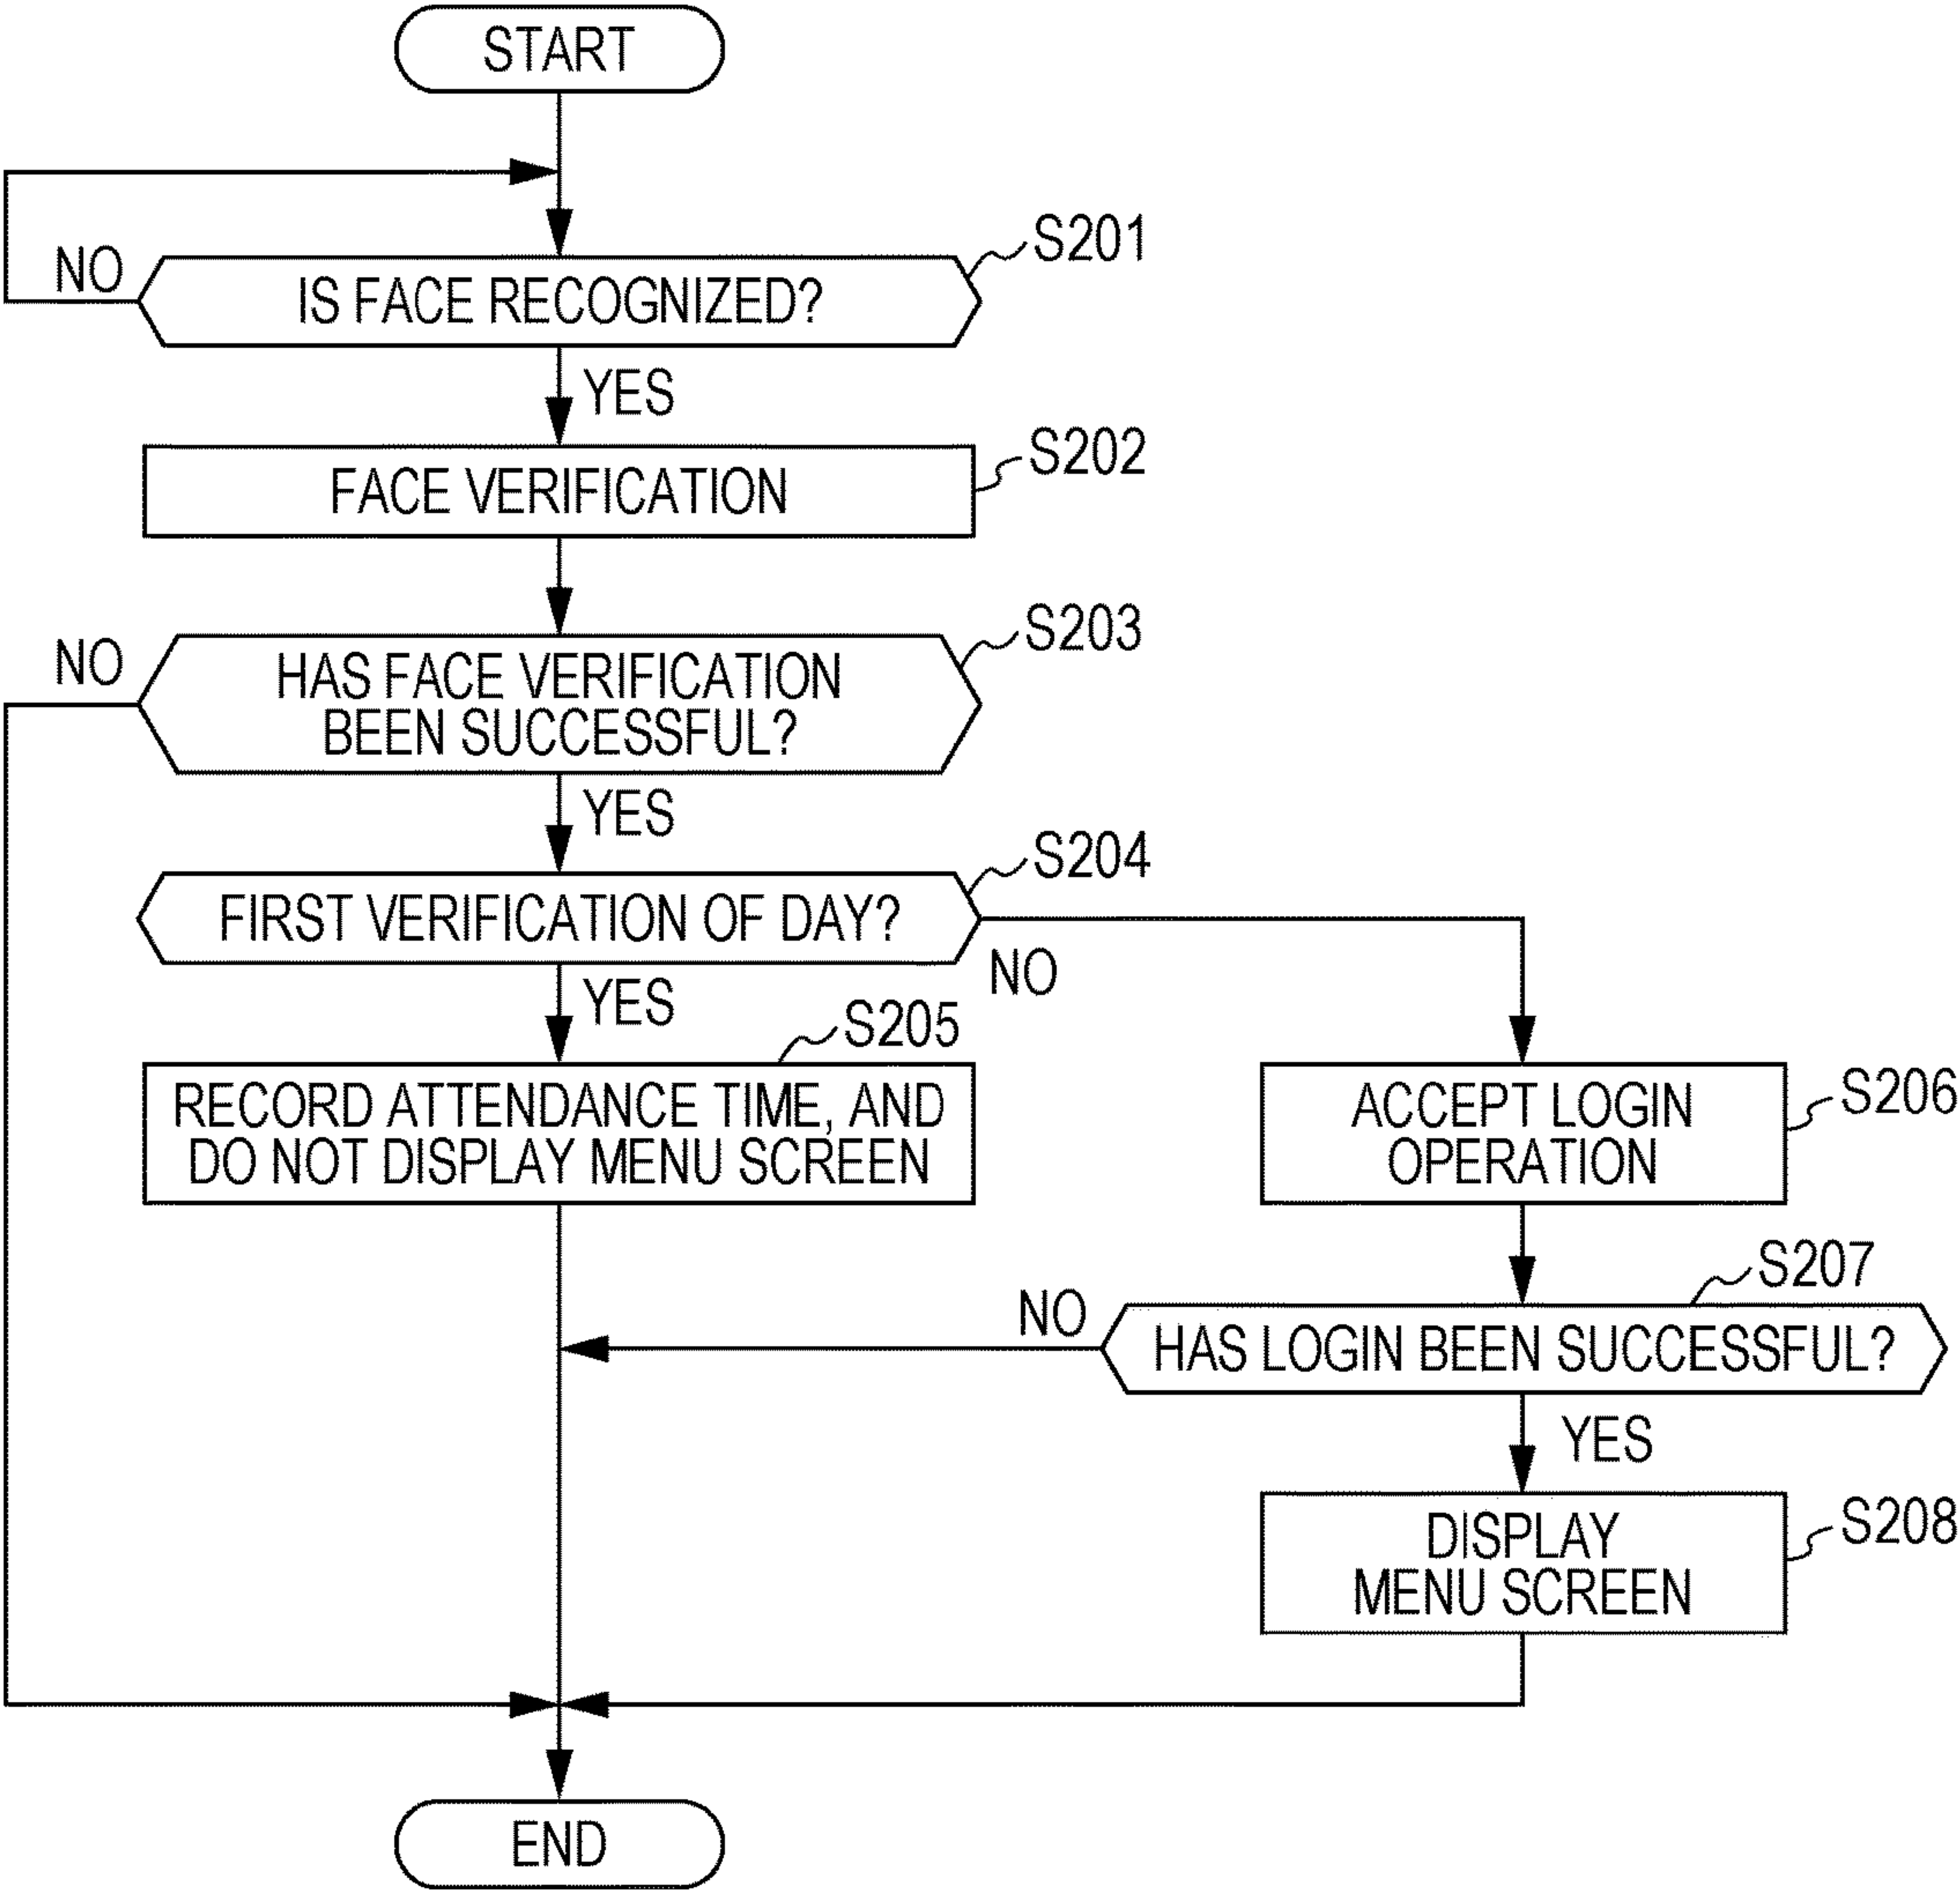 START
S201
NO
IS FACE RECOGNIZED?
YES
S202
FACE VERIFICATION
S203
NO
HAS FACE VERIFICATION
BEEN SUCCESSFUL?
YES
S204
FIRST VERIFICATION OF DAY?
NO
YES
S205
RECORD ATTENDANCE TIME, AND
DO NOT DISPLAY MENU SCREEN
S206
ACCEPT LOGIN
OPERATION
S207
NO
HAS LOGIN BEEN SUCCESSFUL?
YES
S208
DISPLAY
MENU SCREEN
END